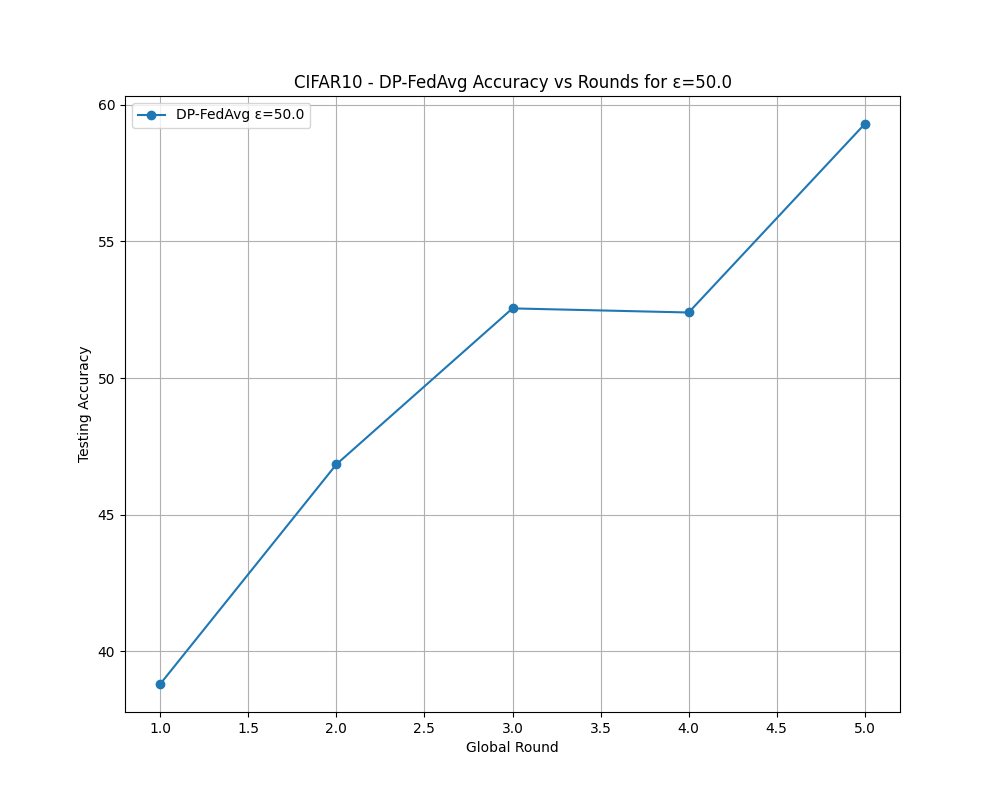 CIFAR10 - DP-FedAvg Accuracy vs Rounds for ε=50.0
DP-FedAvg ε=50.0
60
55
50
45
40
Testing Accuracy
1.0 1.5 2.0 2.5 3.0 3.5 4.0 4.5 5.0
Global Round